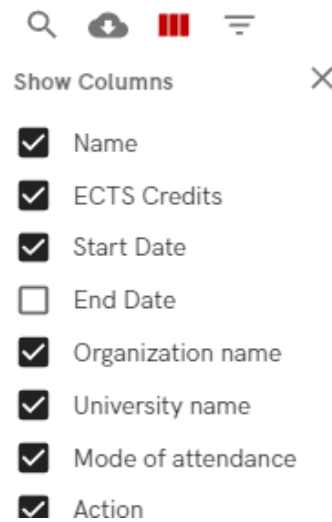 Show Columns
Name
ECTS Credits
Start Date
End Date
Organization name
University name
Mode of attendance
Action